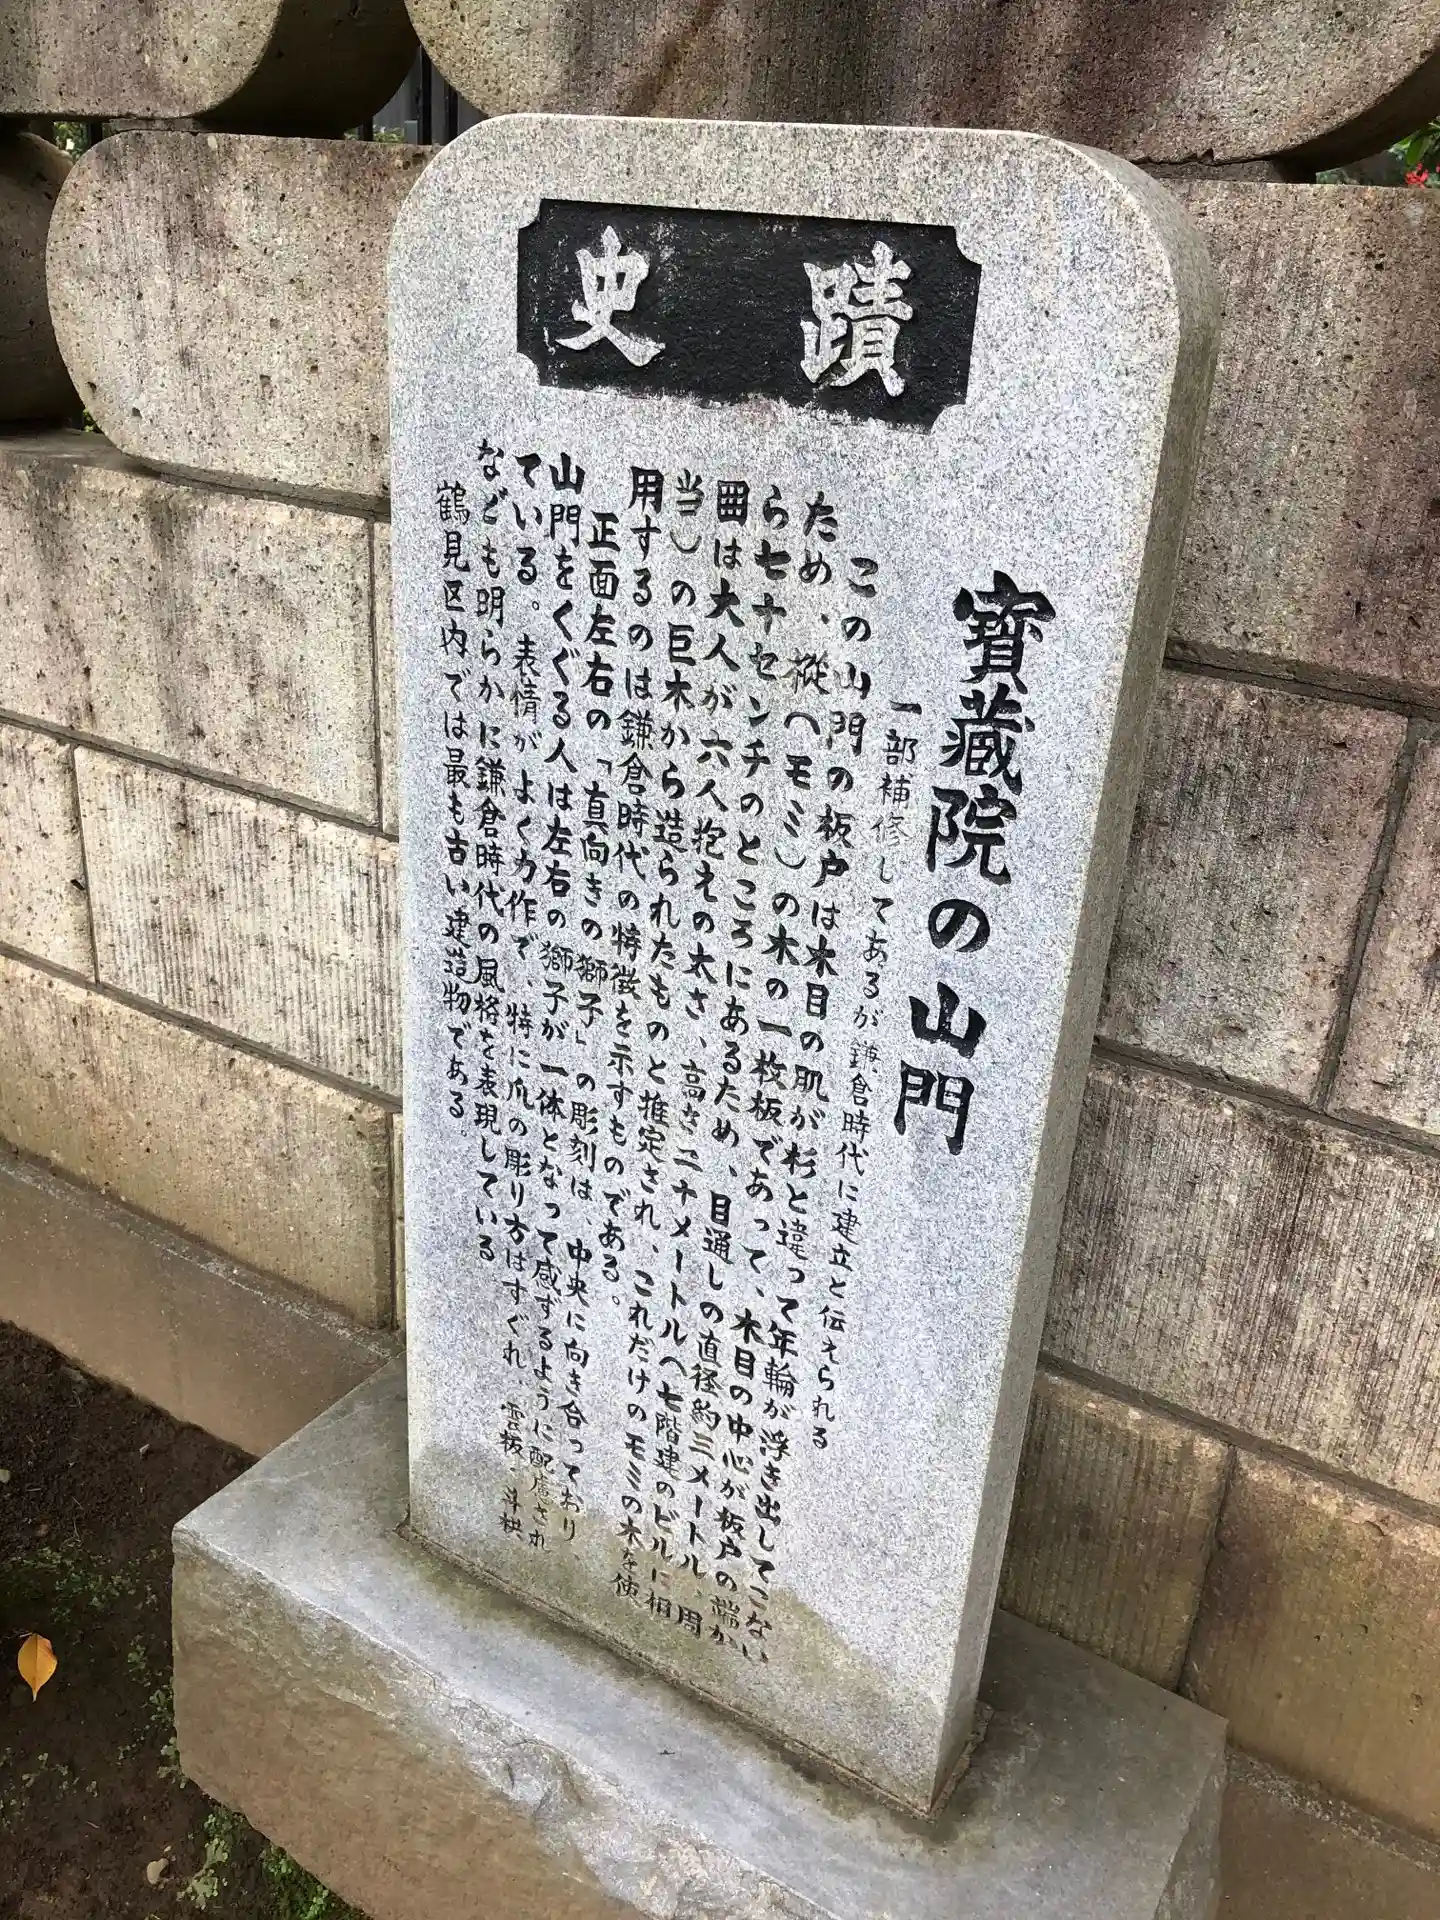 史蹟
寶蔵院の山門
一部補修してあるが鎌倉時代に建立と伝えられる
この山門の板戸は木目の肌が杉と違って年輪が浮き出してこない
ため、樅(モミ)の木の一枚板であって、木目の中心が板戸の端か
ら七十センチのところにあるため、目通しの直径約三メートル、周
囲は大人が六人抱えの太さ、高さ二十メートル(七階建のビルに相
当)の巨木から造られたものと推定され、これだけのモミの木を使
用するのは鎌倉時代の特徴を示すものである。
正面左右の「真向きの獅子」の彫刻は、中央に向き合っており、
山門をくぐる人は左右の獅子が一体となって感ずるように配慮され
ている。表情がよく力作で、特に爪の彫り方はすぐれ、雲板、斗栱、
なども明らかに鎌倉時代の風格を表現している
鶴見区内では最も古い建造物である。